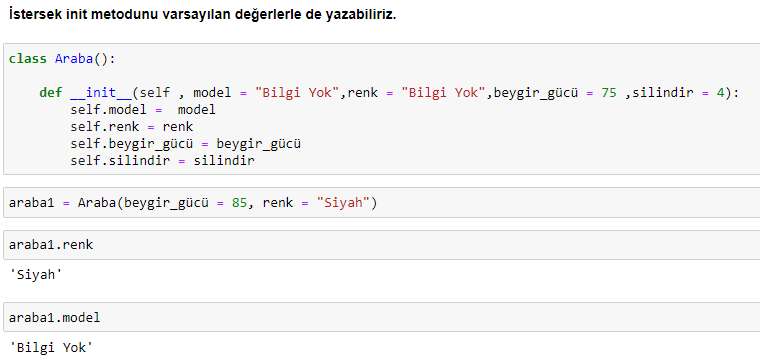 İstersek init metodunu varsayılan değerlerle de yazabiliriz.
class Araba():
    def __init__(self , model = "Bilgi Yok",renk = "Bilgi Yok",beygir_gücü = 75 ,silindir = 4):
        self.model =  model
        self.renk = renk
        self.beygir_gücü = beygir_gücü
        self.silindir = silindir
araba1 = Araba(beygir_gücü = 85, renk = "Siyah")
araba1.renk
'Siyah'
araba1.model
'Bilgi Yok'